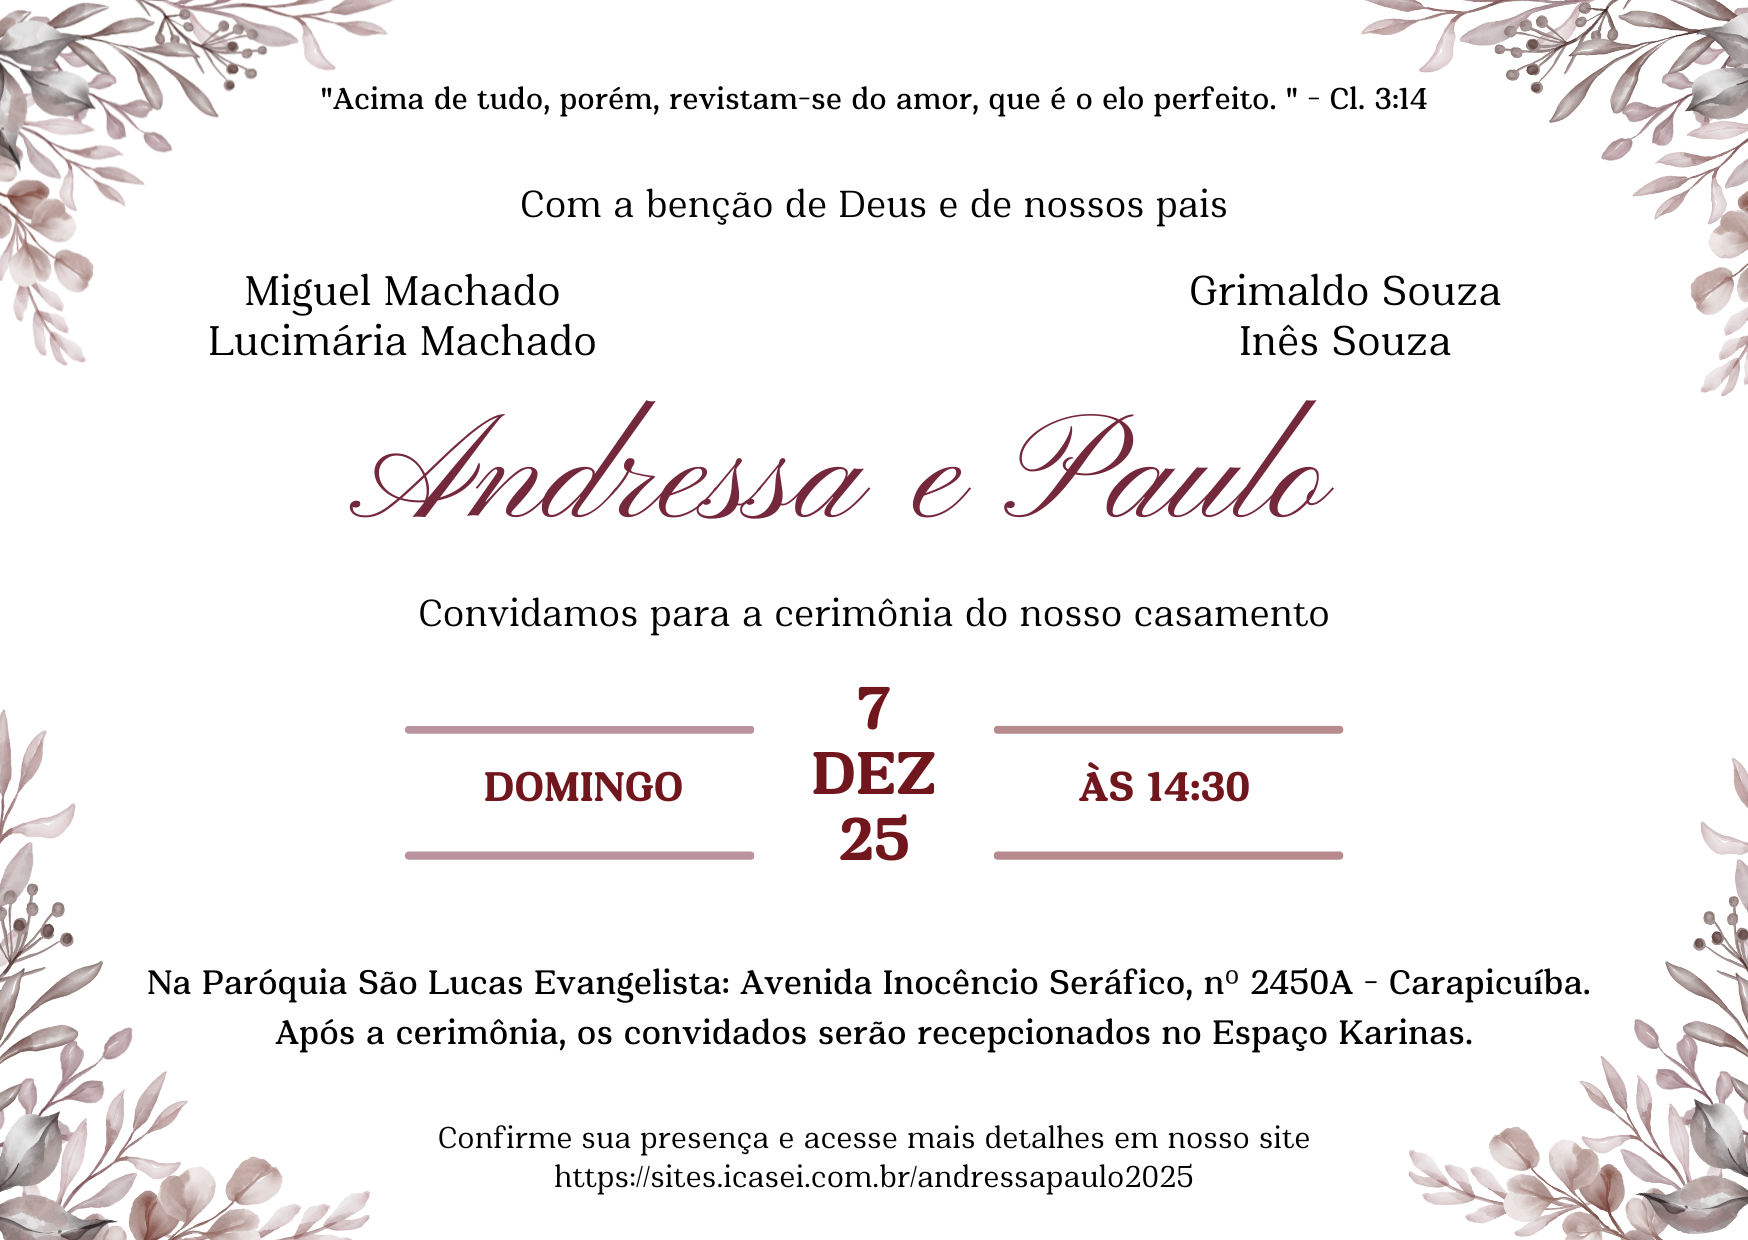 "Acima de tudo, porém, revistam-se do amor, que é o elo perfeito. " - Cl. 3:14
Com a benção de Deus e de nossos pais
Miguel Machado
Lucimária Machado
Grimaldo Souza
Inês Souza
Andressa e Paulo
Convidamos para a cerimônia do nosso casamento
DOMINGO
7
DEZ
25
ÀS 14:30
Na Paróquia São Lucas Evangelista: Avenida Inocêncio Seráfico, nº 2450A - Carapicuíba.
Após a cerimônia, os convidados serão recepcionados no Espaço Karinas.
Confirme sua presença e acesse mais detalhes em nosso site
https://sites.icasei.com.br/andressapaulo2025